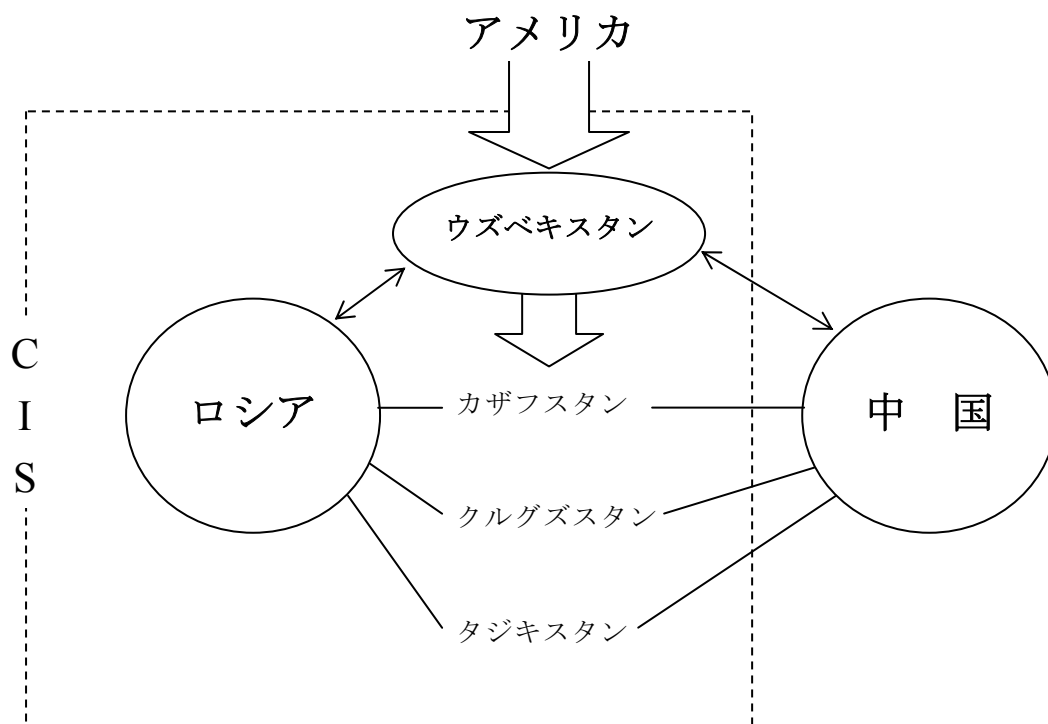 アメリカ
ウズベキスタン
C
I
S
ロシア
カザフスタン
中　国
クルグズスタン
タジキスタン